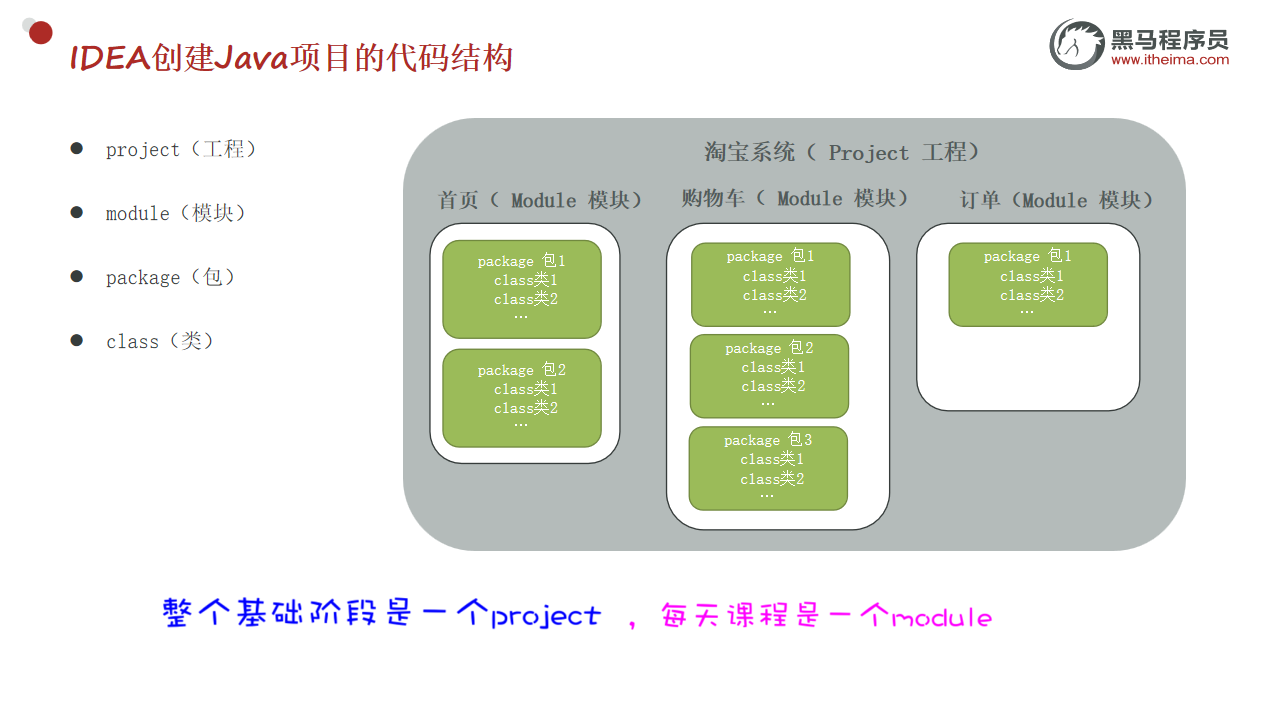 IDEA创建Java项目的代码结构
黑马程序员
www.itheima.com
project（工程）
module（模块）
package（包）
class（类）
淘宝系统（ Project 工程）
首页（ Module 模块）
package 包1
class类1
class类2
…
package 包2
class类1
class类2
…
购物车（ Module 模块）
package 包1
class类1
class类2
…
package 包2
class类1
class类2
…
package 包3
class类1
class类2
…
订单（Module 模块）
package 包1
class类1
class类2
…
整个基础阶段是一个project ，每天课程是一个module